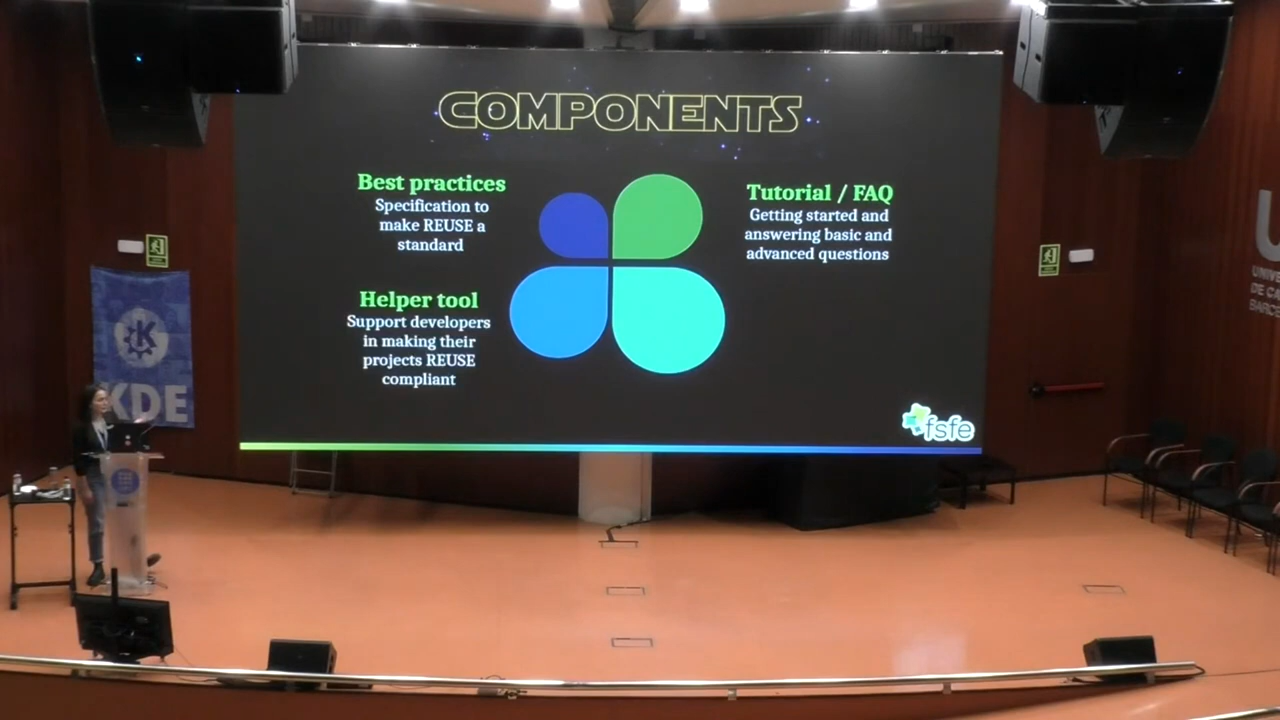 COMPONENTS
Best practices
Specification to
make REUSE a
standard
Tutorial / FAQ
Getting started and
answering basic and
advanced questions
Helper tool
Support developers
in making their
projects REUSE
compliant
fsfe
K
KDE